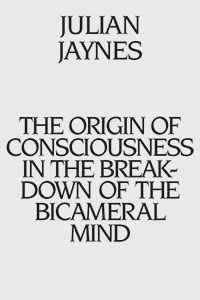 JULIAN
JAYNES
THE ORIGIN OF
CONSCIOUSNESS
IN THE BREAK-
DOWN OF THE
BICAMERAL
MIND